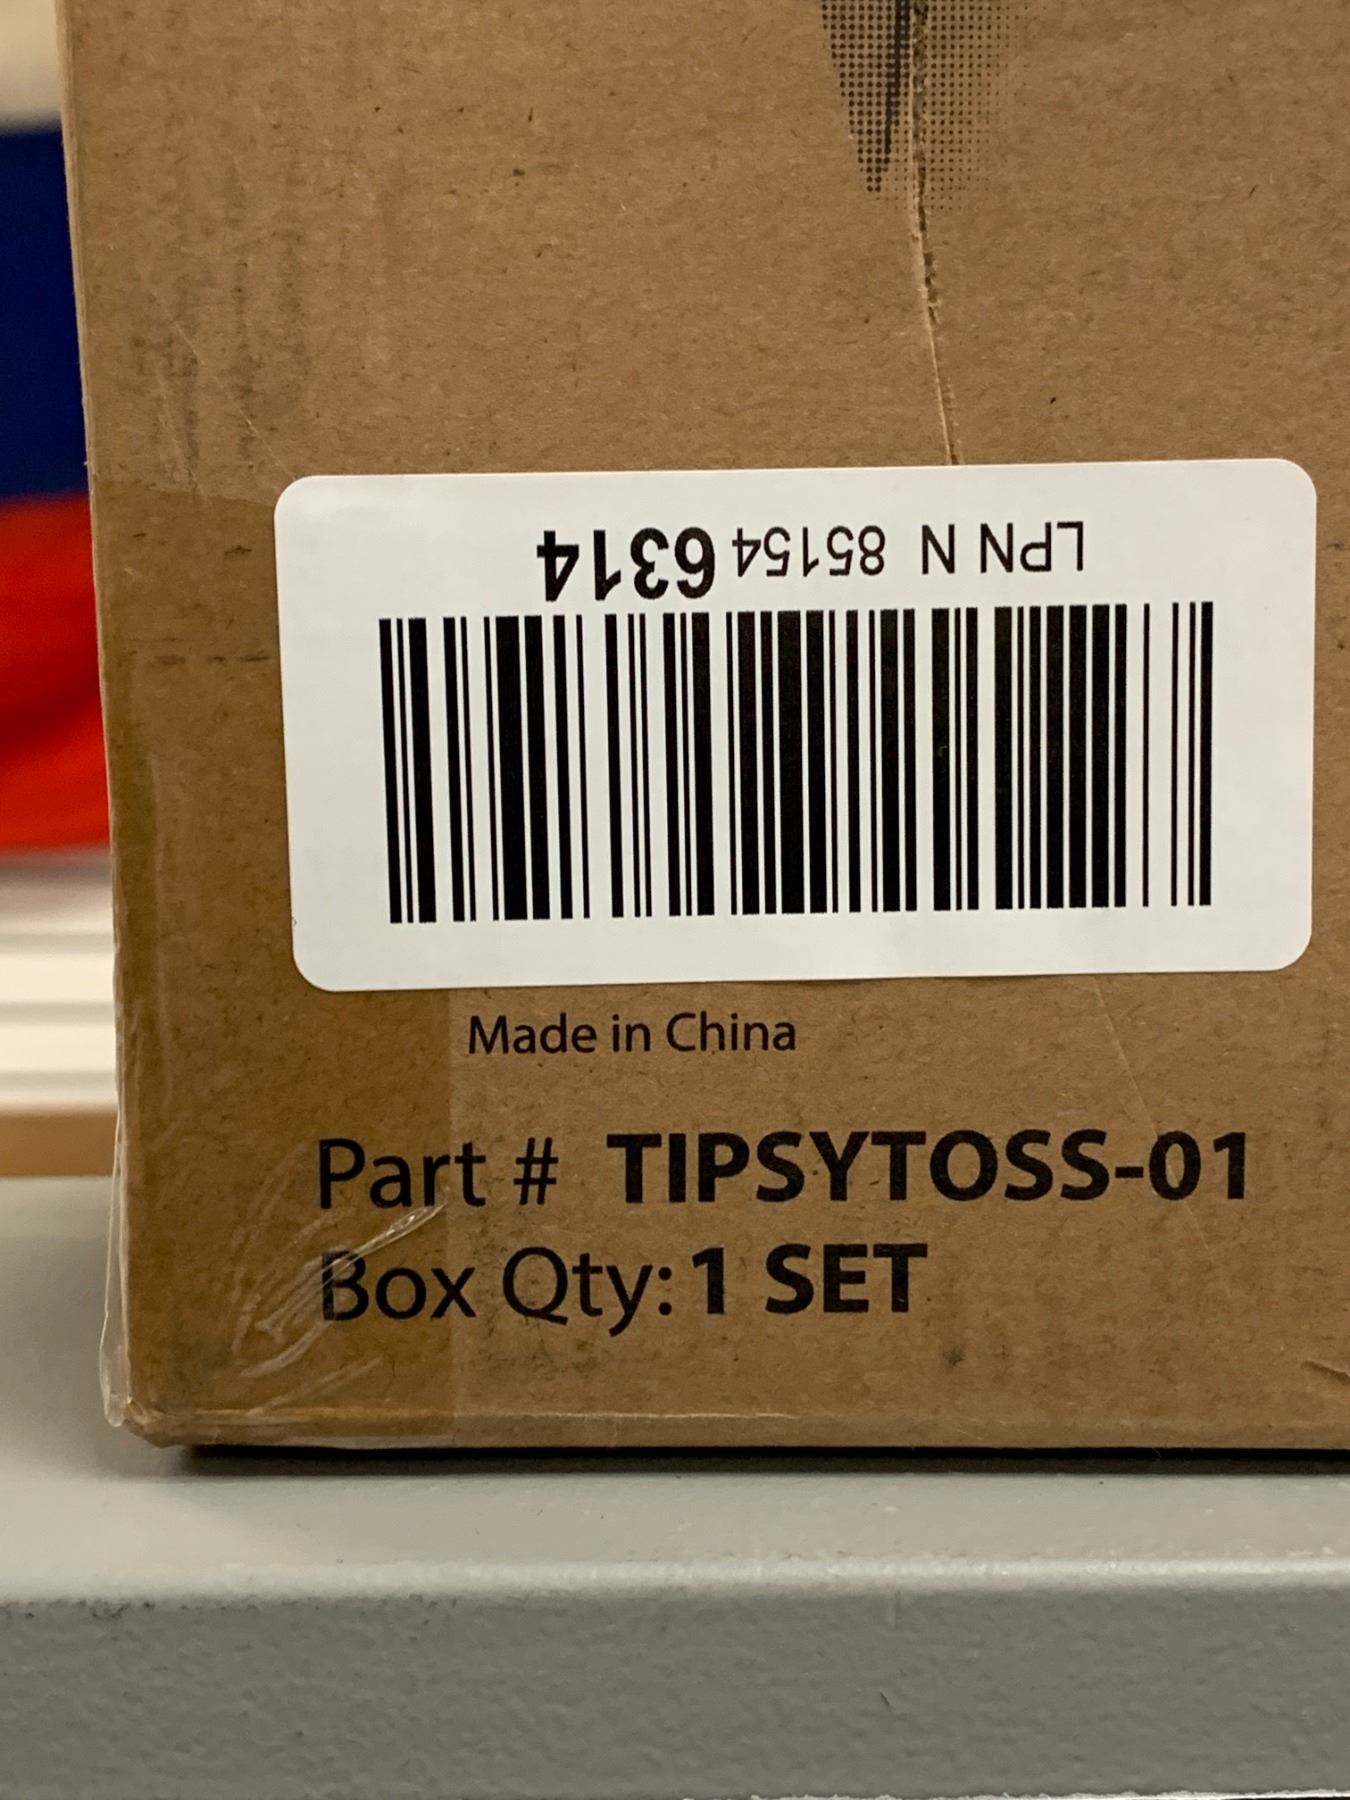 LPN N 85154 6314
Made in China
Part # TIPSYTOSS-01
Box Qty: 1 SET